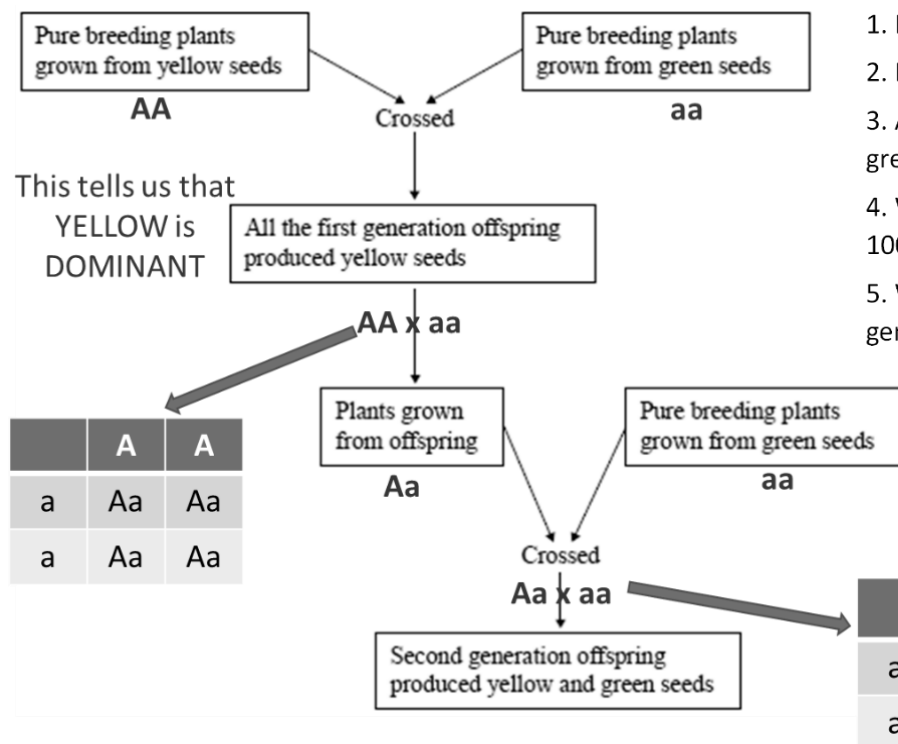 Pure breeding plants
grown from yellow seeds
AA
Pure breeding plants
grown from green seeds
aa
Crossed
This tells us that
YELLOW is
DOMINANT
All the first generation offspring
produced yellow seeds
AA x aa
A A
a Aa Aa
a Aa Aa
Plants grown
from offspring
Aa
Pure breeding plants
grown from green seeds
aa
Crossed
Aa x aa
Second generation offspring
produced yellow and green seeds
1.
2.
3.
4.
5.
a
a